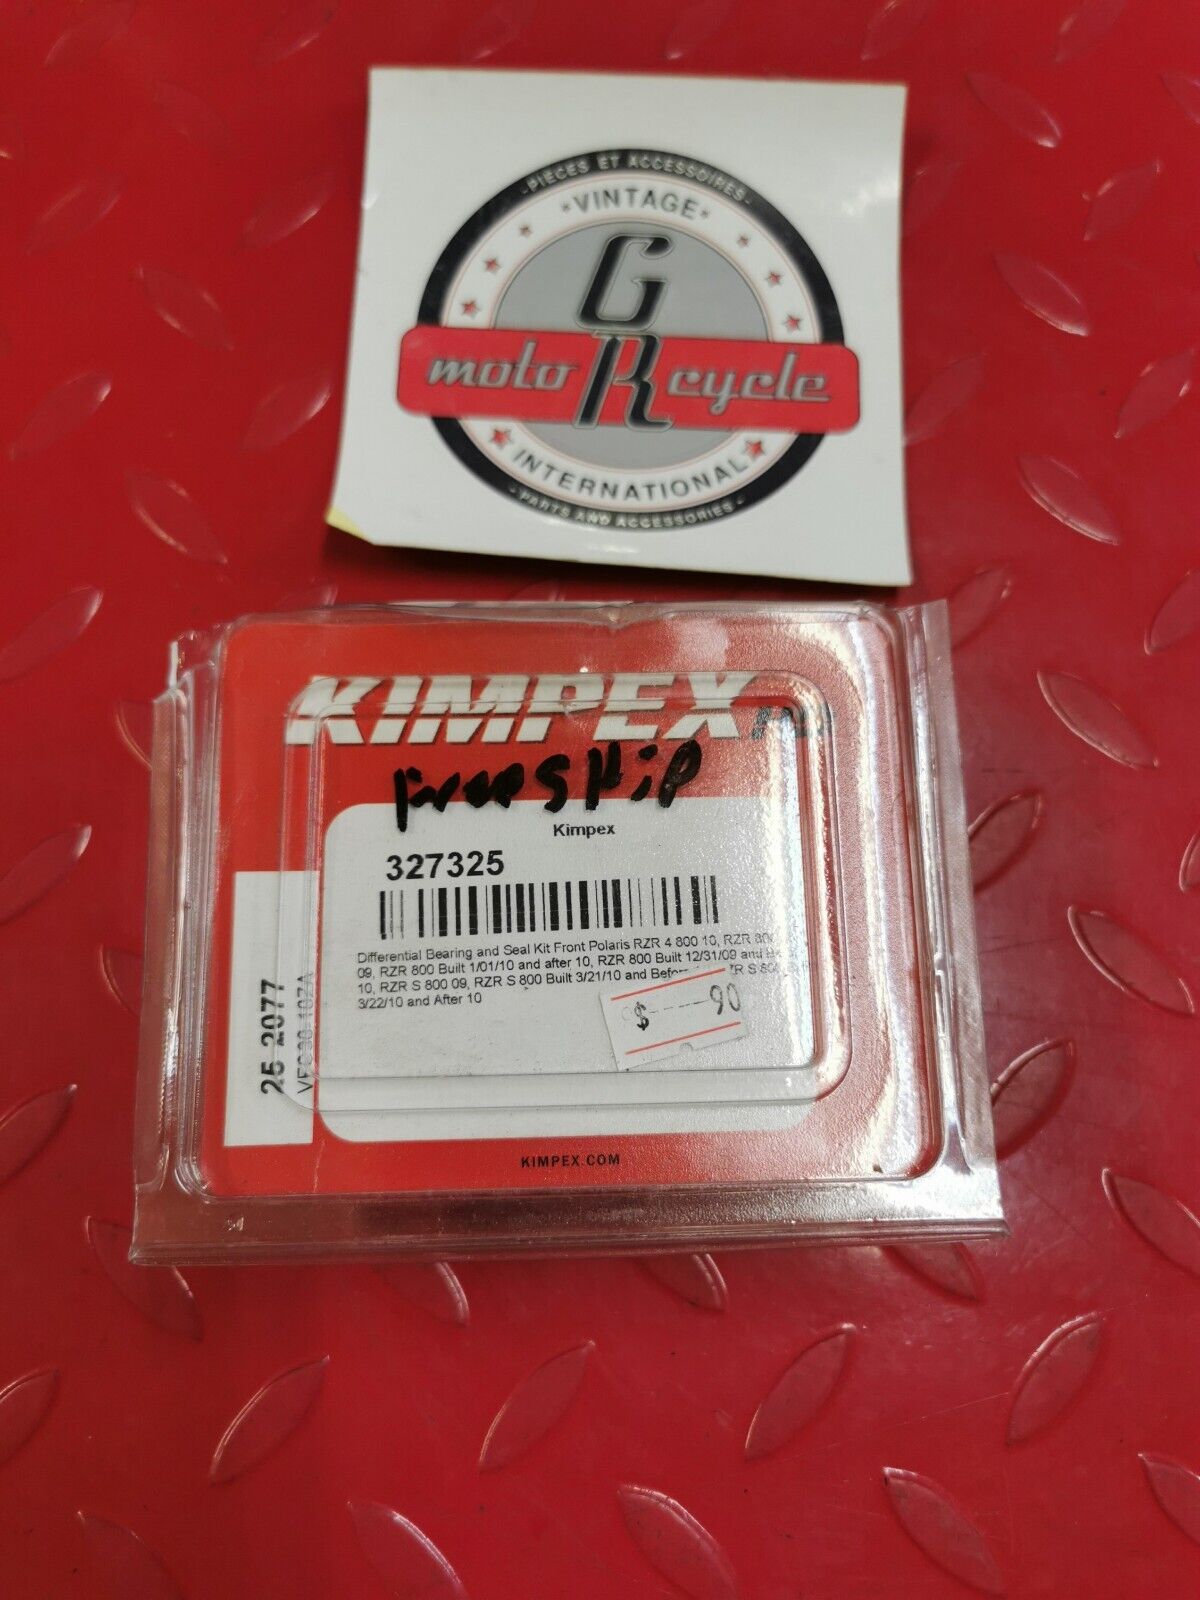 -PIÈCES ET ACCESSOIRES-
*VINTAGE*
GR
moto cycle
INTERNATIONAL
-PARTS AND ACCESSORIES-
KIMPEX
Free SHip
Kimpex
327325
Differential Bearing and Seal Kit Front Polaris RZR 4 800 10, RZR
09, RZR 800 Built 1/01/10 and after 10, RZR 800 Built 12/31/09 and
10, RZR S 800 09, RZR S 800 Built 3/21/10 and RZR S
3/22/10 and After 10
$ 90
25-2077
KIMPEX.COM